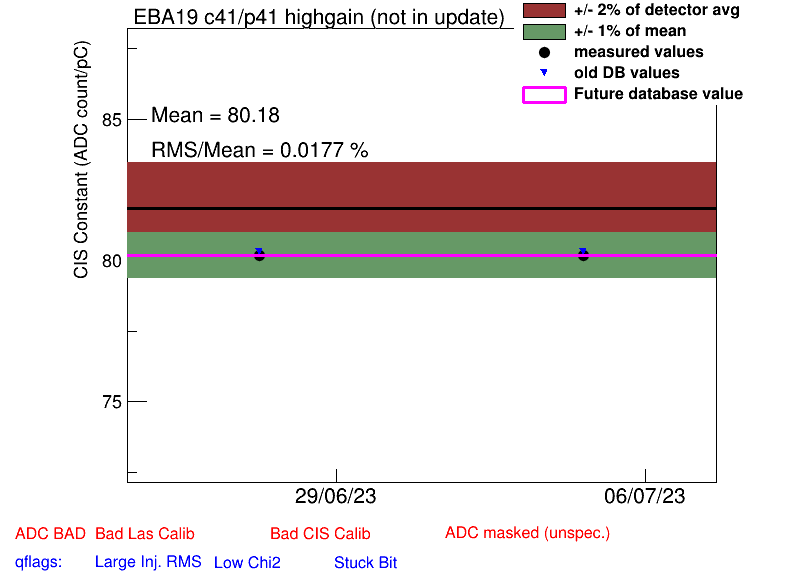 EBA19 c41/p41 highgain (not in update)
+/- 2% of detector avg
+/- 1% of mean
measured values
old DB values
Future database value
CIS Constant (ADC count/pC)
85
80
75
Mean = 80.18
RMS/Mean = 0.0177 %
29/06/23 06/07/23
ADC BAD Bad Las Calib Bad CIS Calib ADC masked (unspec.)
qflags: Large Inj. RMS Low Chi2 Stuck Bit